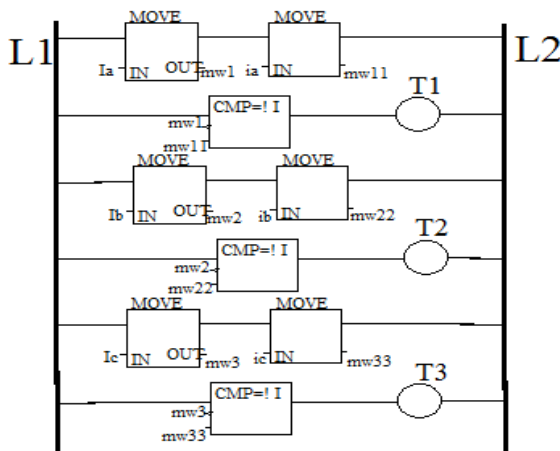 MOVE MOVE
L1 L2
Ia IN OUT mw1 ia IN mw11
CMP=! I T1
mw1
mw11
MOVE MOVE
Ib IN OUT mw2 ib IN mw22
CMP=! I T2
mw2
mw22
MOVE MOVE
Ic IN OUT mw3 ic IN mw33
CMP=! I T3
mw3
mw33